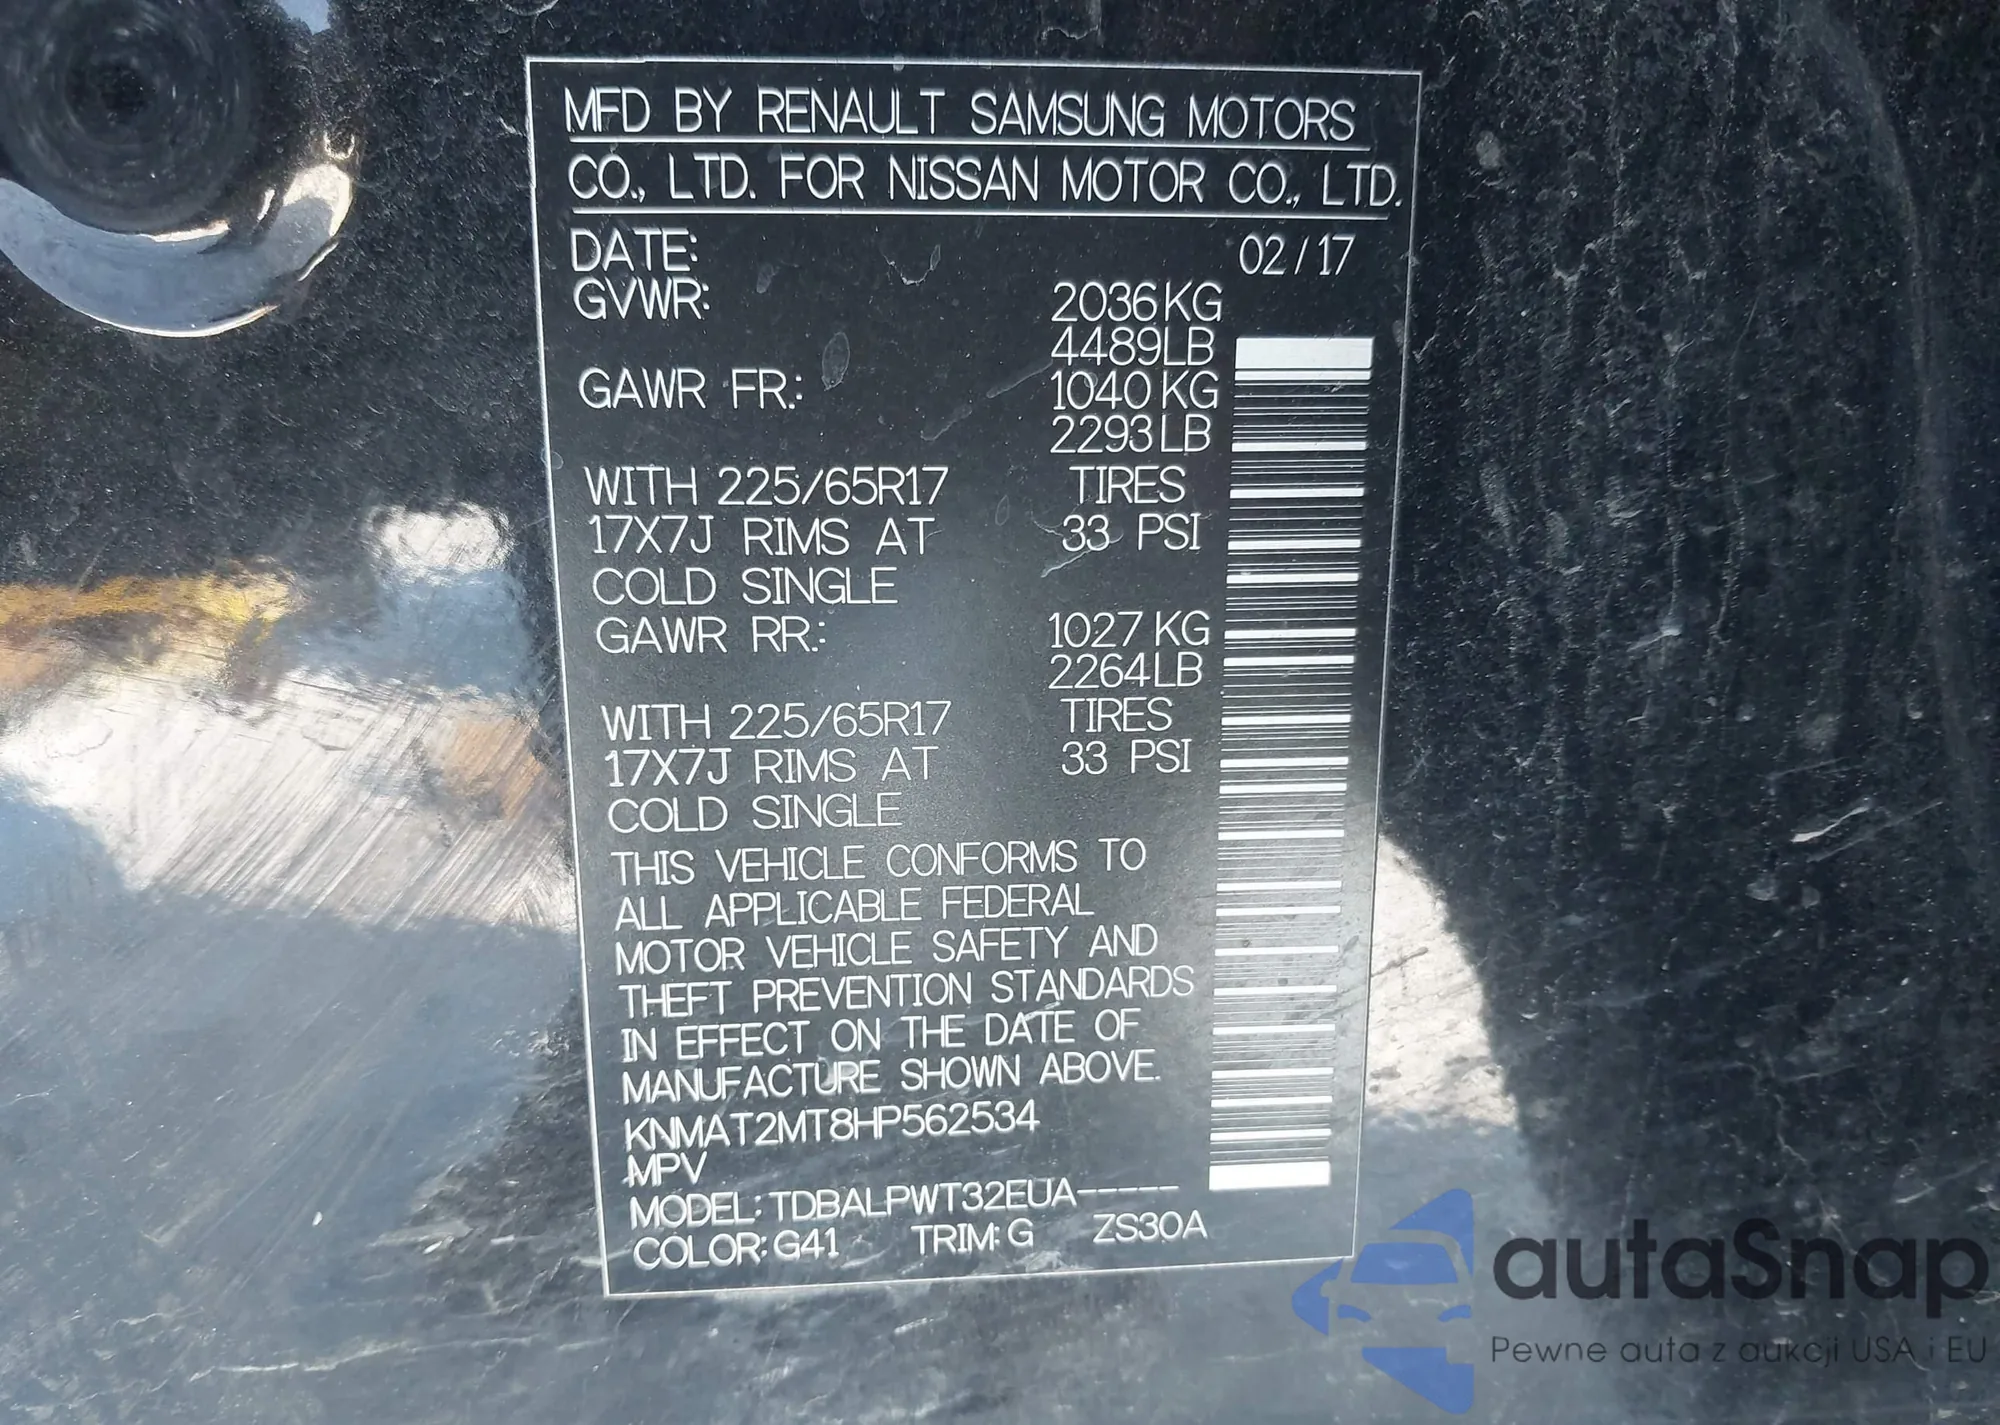 MFD BY RENAULT SAMSUNG MOTORS
CO., LTD. FOR NISSAN MOTOR CO., LTD.
DATE: 02/17
GVWR: 2036KG
4489LB
GAWR FR.: 1040KG
2293LB
WITH 225/65R17 TIRES
17X7J RIMS AT 33 PSI
COLD SINGLE
GAWR RR.: 1027KG
2264LB
WITH 225/65R17 TIRES
17X7J RIMS AT 33 PSI
COLD SINGLE
THIS VEHICLE CONFORMS TO
ALL APPLICABLE FEDERAL
MOTOR VEHICLE SAFETY AND
THEFT PREVENTION STANDARDS
IN EFFECT ON THE DATE OF
MANUFACTURE SHOWN ABOVE.
KNMAT2MT8HP562534
MPV
MODEL: TDBALPWT32EUA-----
COLOR: G41 TRIM: G ZS30A
autaSnap
Pewne auta z aukcji USA i EU